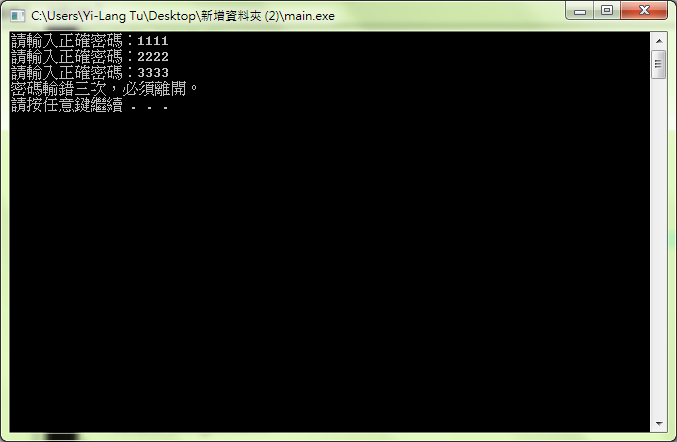 C:\Users\Yi-Lang Tu\Desktop\新增資料夾 (2)\main.exe
請輸入正確密碼：1111
請輸入正確密碼：2222
請輸入正確密碼：3333
密碼輸錯三次，必須離開。
請按任意鍵繼續 . . .